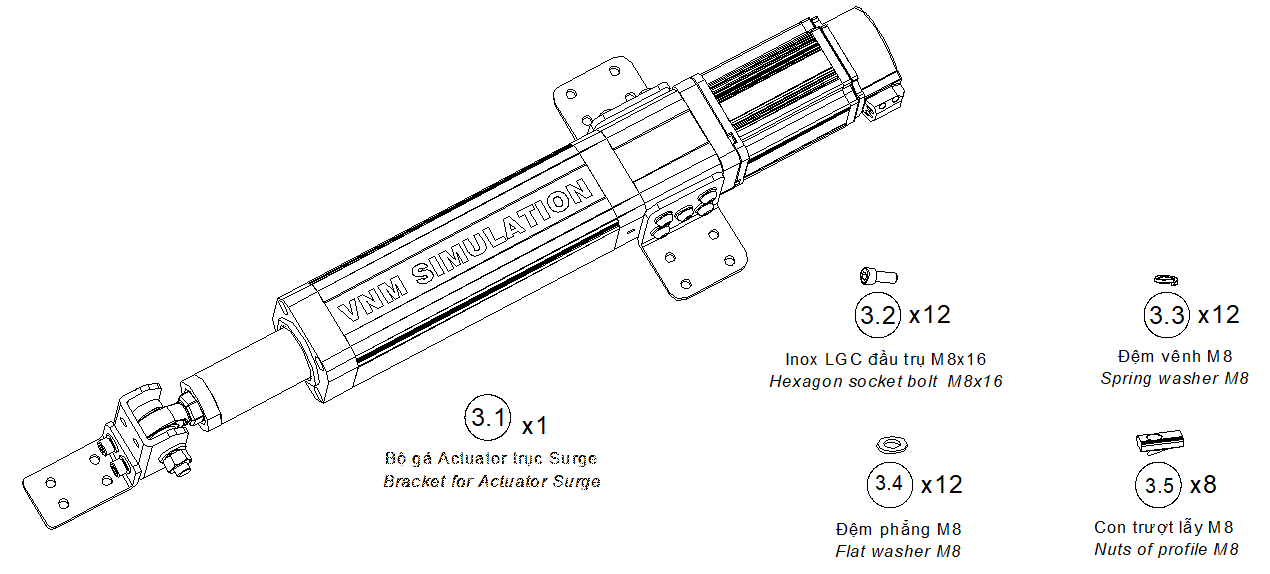 VNM SIMULATION
3.1 x1
Bộ gá Actuator trục Surge
Bracket for Actuator Surge
3.2 x12
Inox LGC đầu trụ M8x16
Hexagon socket bolt M8x16
3.3 x12
Đệm vênh M8
Spring washer M8
3.4 x12
Đệm phẳng M8
Flat washer M8
3.5 x8
Con trượt lẫy M8
Nuts of profile M8